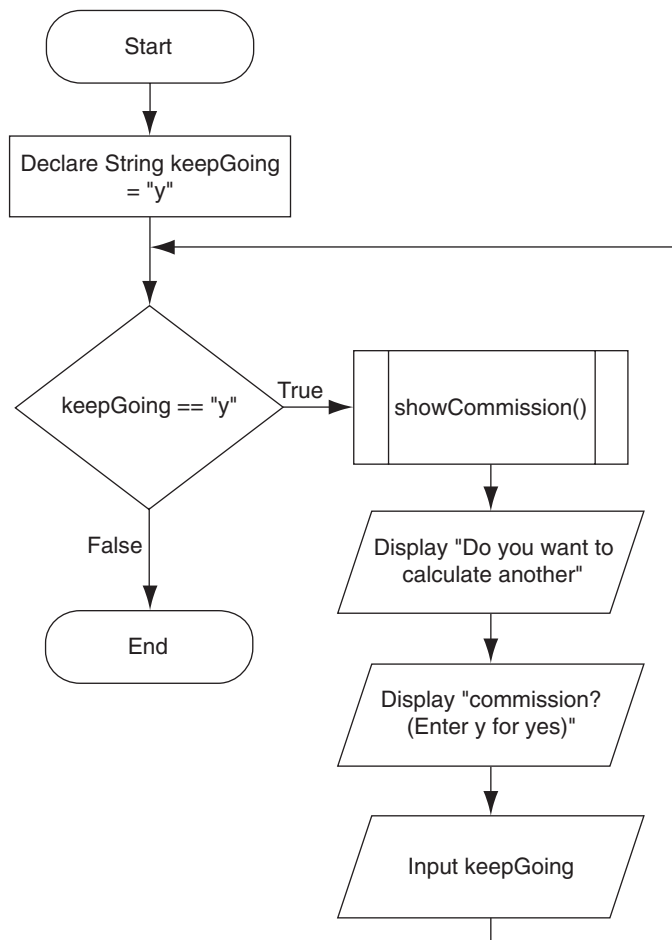 Start
Declare String keepGoing
= "y"
keepGoing == "y"
True
showCommission()
False
Display "Do you want to
calculate another"
End
Display "commission?
(Enter y for yes)"
Input keepGoing